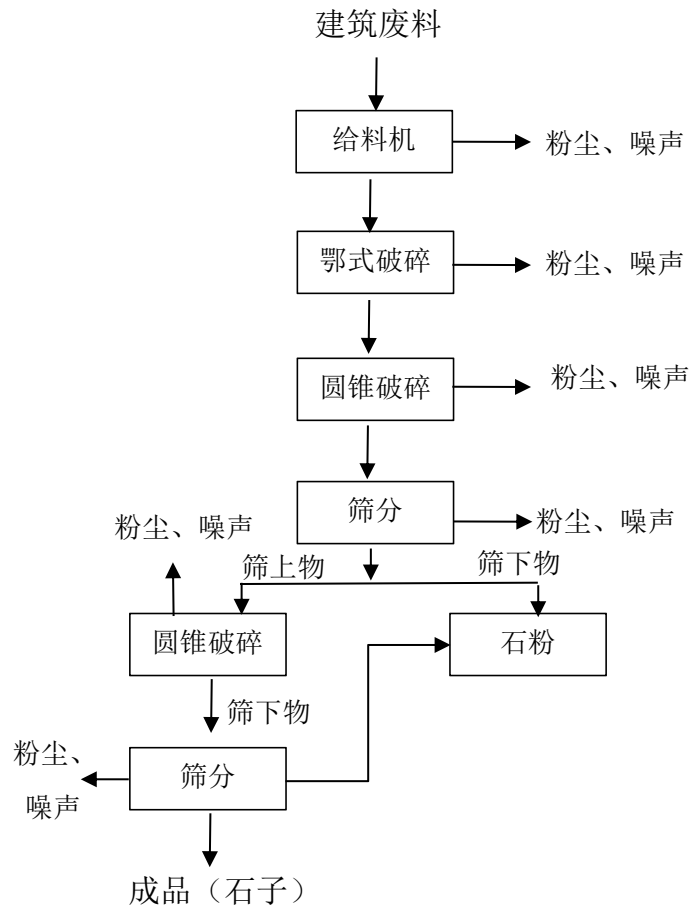 建筑废料
给料机
粉尘、噪声
鄂式破碎
粉尘、噪声
圆锥破碎
粉尘、噪声
筛分
粉尘、噪声
粉尘、噪声
筛上物
筛下物
圆锥破碎
石粉
筛下物
粉尘、
噪声
筛分
成品（石子）